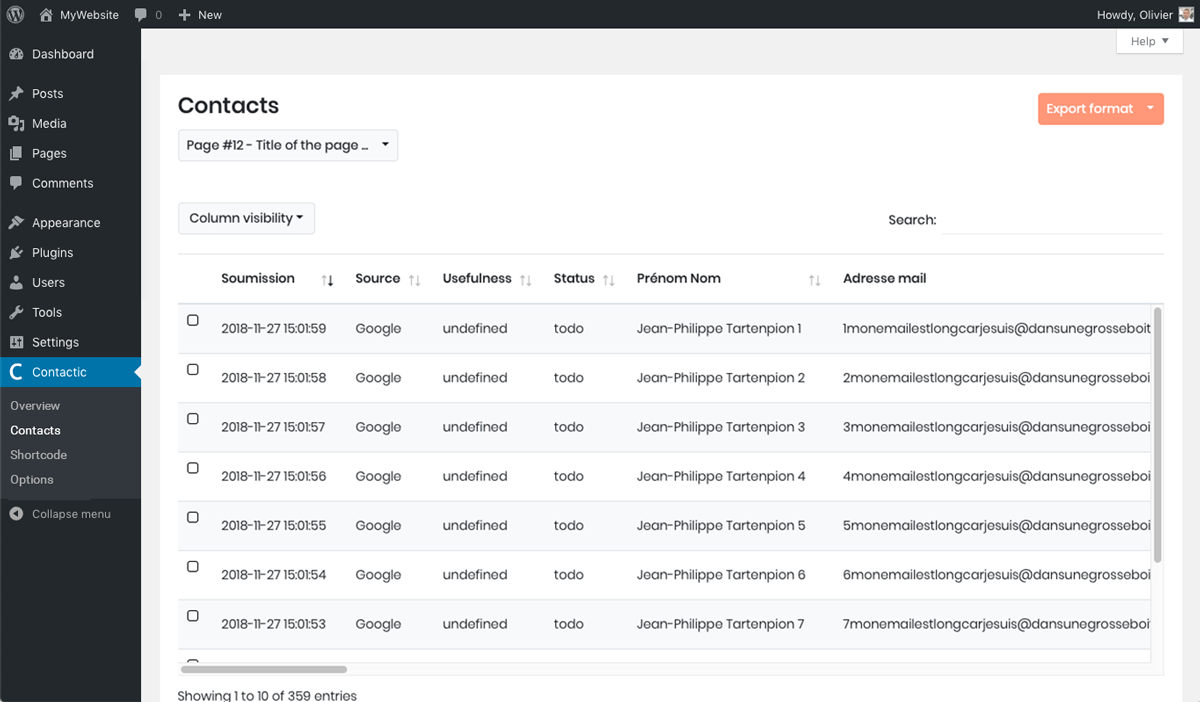 MyWebsite 0 New Howdy, Olivier
Help
Dashboard
Posts
Media
Pages
Comments
Appearance
Plugins
Users
Tools
Settings
Contactic
Overview
Contacts
Shortcode
Options
Collapse menu
Contacts
Export format
Page #12 - Title of the page ...
Column visibility
Search:
Soumission Source Usefulness Status Prénom Nom Adresse mail
2018-11-27 15:01:59 Google undefined todo Jean-Philippe Tartenpion 1 1monemailestlongcarjesuis@dansunegrosseboit
2018-11-27 15:01:58 Google undefined todo Jean-Philippe Tartenpion 2 2monemailestlongcarjesuis@dansunegrosseboi
2018-11-27 15:01:57 Google undefined todo Jean-Philippe Tartenpion 3 3monemailestlongcarjesuis@dansunegrosseboi
2018-11-27 15:01:56 Google undefined todo Jean-Philippe Tartenpion 4 4monemailestlongcarjesuis@dansunegrosseboi
2018-11-27 15:01:55 Google undefined todo Jean-Philippe Tartenpion 5 5monemailestlongcarjesuis@dansunegrosseboi
2018-11-27 15:01:54 Google undefined todo Jean-Philippe Tartenpion 6 6monemailestlongcarjesuis@dansunegrosseboi
2018-11-27 15:01:53 Google undefined todo Jean-Philippe Tartenpion 7 7monemailestlongcarjesuis@dansunegrosseboit
Showing 1 to 10 of 359 entries